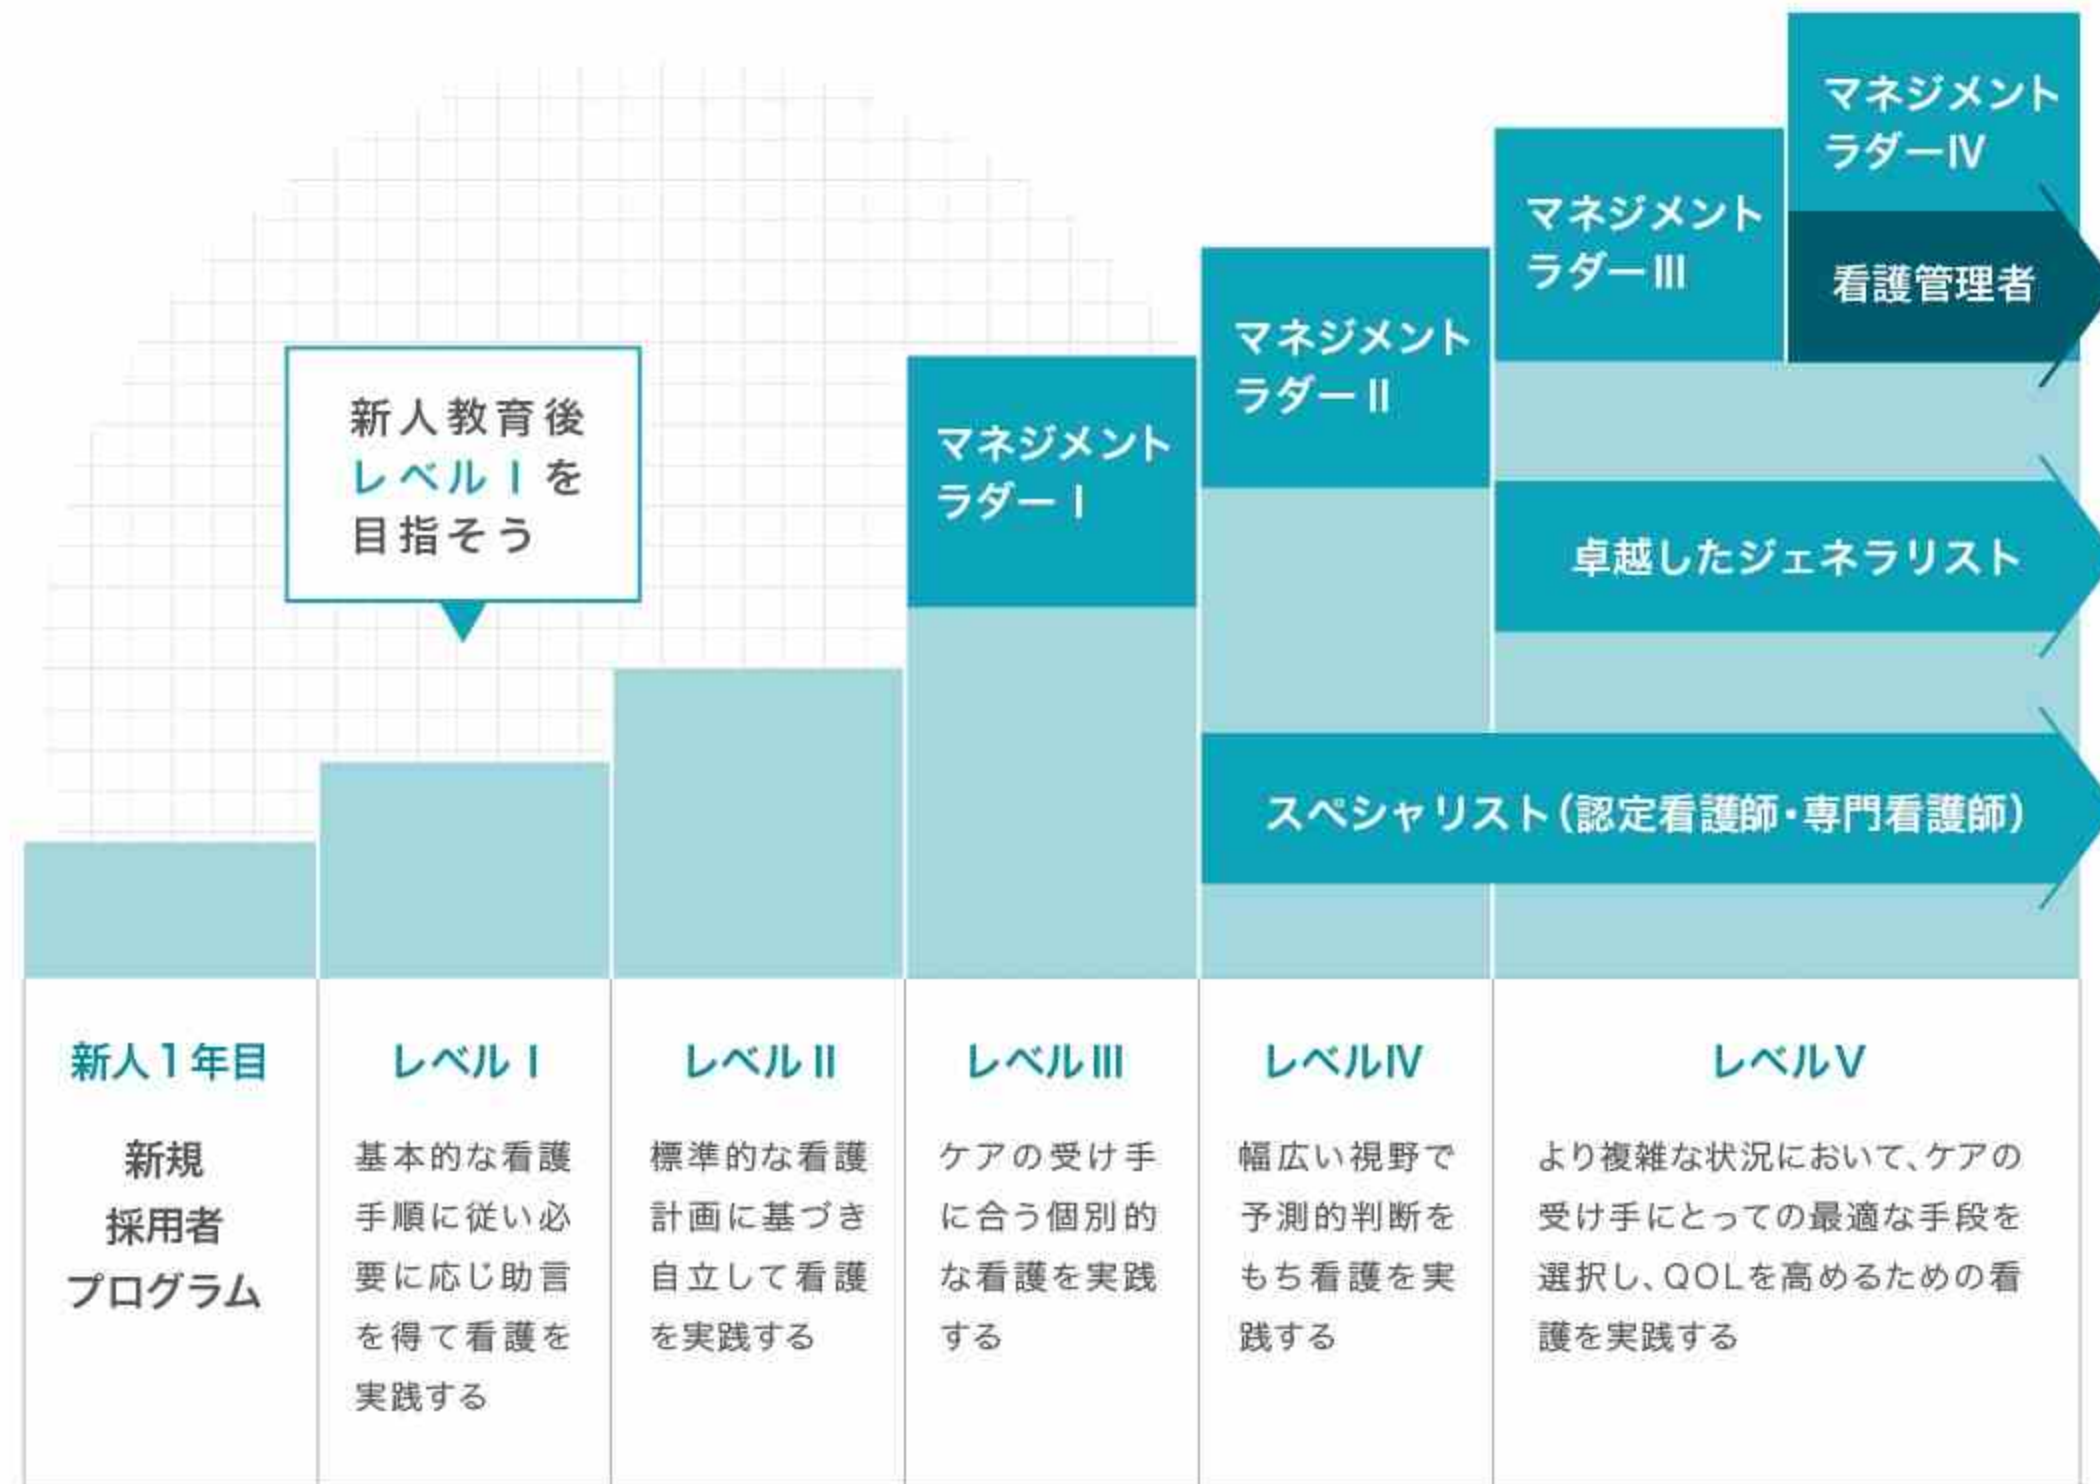 マネジメント
ラダーⅣ
マネジメント
ラダーⅢ
看護管理者
マネジメント
ラダーⅡ
マネジメント
ラダーⅠ
新人教育後
レベルⅠを
目指そう
卓越したジェネラリスト
スペシャリスト(認定看護師・専門看護師)
新人1年目
新規
採用者
プログラム
レベルⅠ
基本的な看護
手順に従い必
要に応じ助言
を得て看護を
実践する
レベルⅡ
標準的な看護
計画に基づき
自立して看護
を実践する
レベルⅢ
ケアの受け手
に合う個別的
な看護を実践
する
レベルⅣ
幅広い視野で
予測的判断を
もち看護を実
践する
レベルⅤ
より複雑な状況において、ケアの
受け手にとっての最適な手段を
選択し、QOLを高めるための看
護を実践する